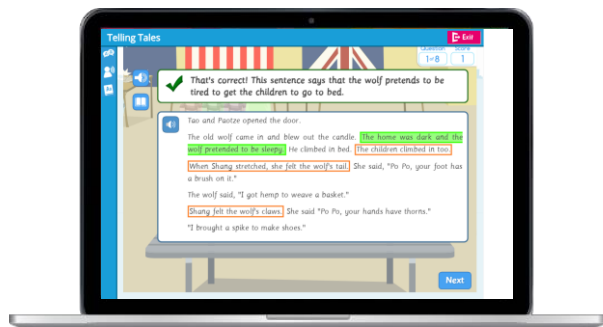 Telling Tales
Exit
Question
Score
1 of 8
1
That's correct! This sentence says that the wolf pretends to be
tired to get the children to go to bed.
Tao and Paotze opened the door.
The old wolf came in and blew out the candle. The home was dark and the
wolf pretended to be sleepy. He climbed in bed. The children climbed in too.
When Shang stretched, she felt the wolf's tail. She said, "Po Po, your foot has
a brush on it."
The wolf said, "I got hemp to weave a basket."
Shang felt the wolf's claws. She said "Po Po, your hands have thorns."
"I brought a spike to make shoes."
Next